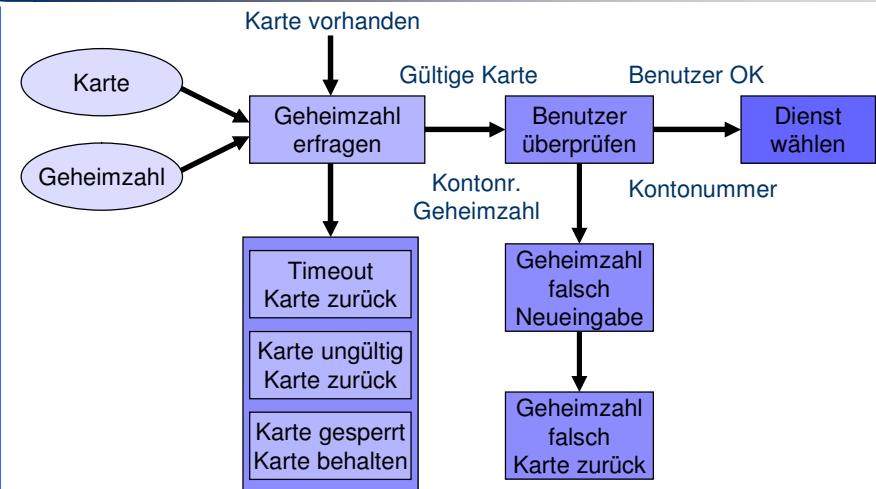 Karte vorhanden
Karte
Geheimzahl
Geheimzahl
erfragen
Gültige Karte
Kontonr.
Geheimzahl
Benutzer
überprüfen
Benutzer OK
Kontonummer
Dienst
wählen
Timeout
Karte zurück
Karte ungültig
Karte zurück
Karte gesperrt
Karte behalten
Geheimzahl
falsch
Neueingabe
Geheimzahl
falsch
Karte zurück